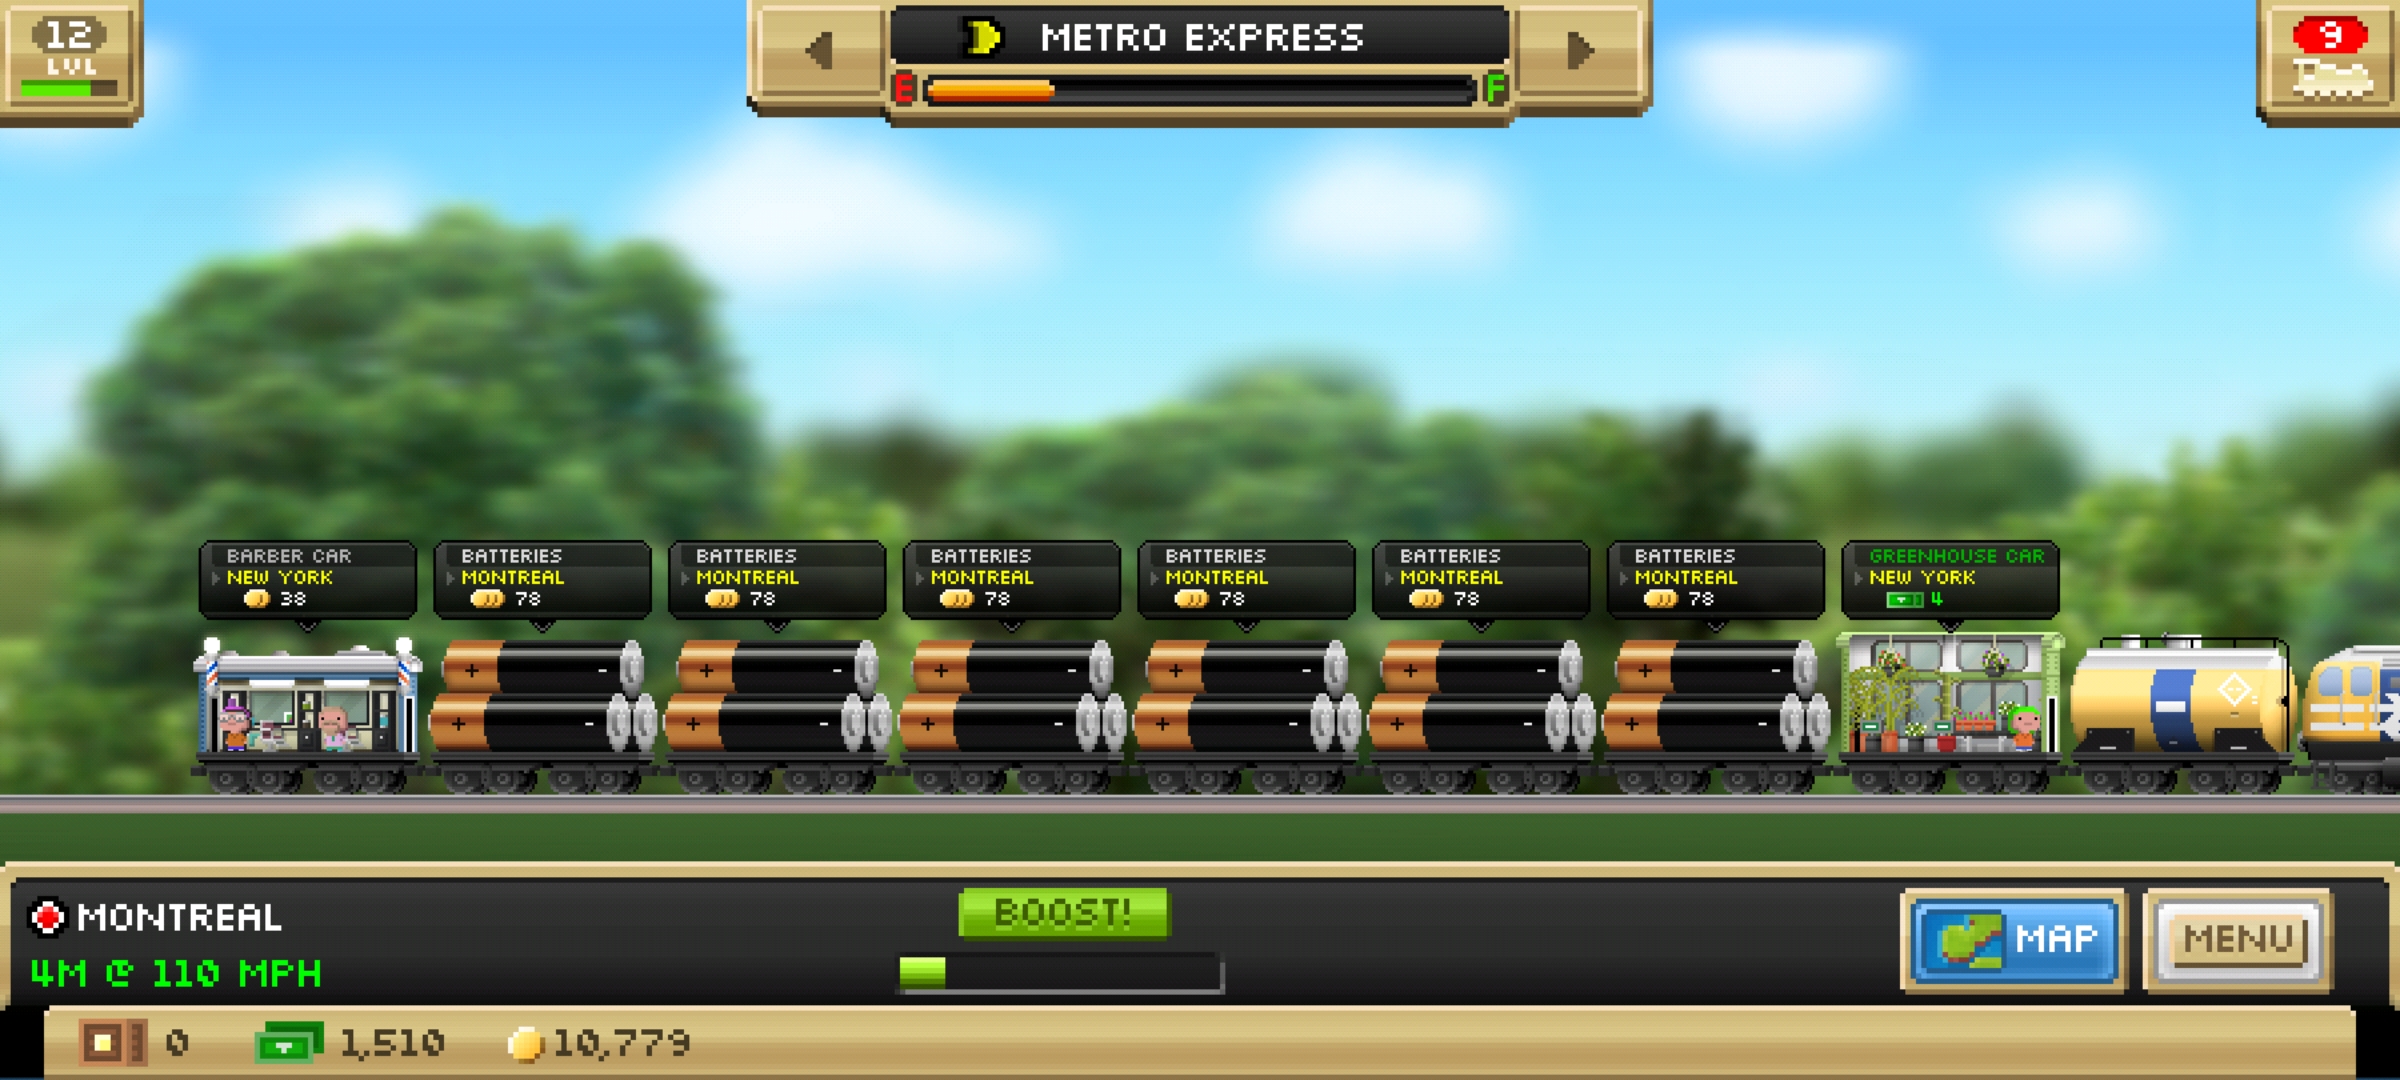 12
LVL
METRO EXPRESS
E F
9
BARBER CAR
NEW YORK
38
BATTERIES
MONTREAL
78
BATTERIES
MONTREAL
78
BATTERIES
MONTREAL
78
BATTERIES
MONTREAL
78
BATTERIES
MONTREAL
78
BATTERIES
MONTREAL
78
GREENHOUSE CAR
NEW YORK
4
MONTREAL
4M @ 110 MPH
BOOST!
MAP
MENU
0 1,510 10,779